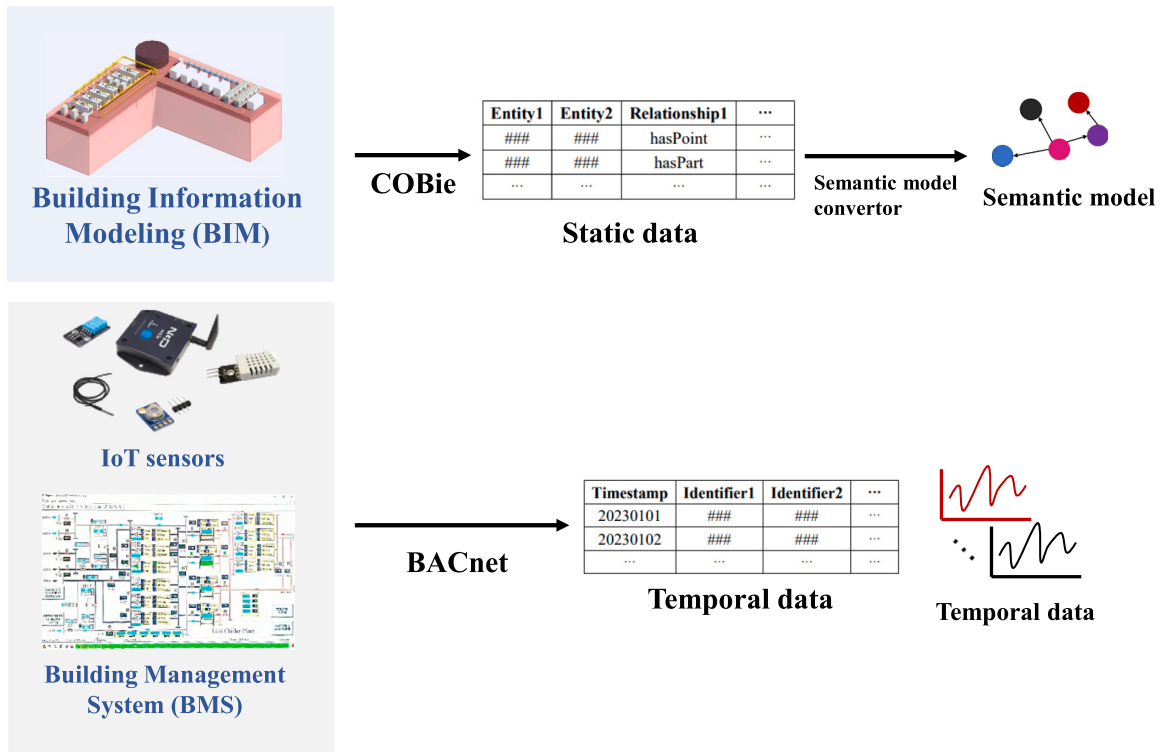 Building Information
Modeling (BIM)
COBie
Entity1 Entity2 Relationship1 ...
### ### hasPoint ...
### ### hasPart ...
... ... ... ...
Static data
Semantic model
convertor
Semantic model
IoT sensors
Building Management
System (BMS)
BACnet
Timestamp Identifier1 Identifier2 ...
20230101 ### ### ...
20230102 ### ### ...
... ... ... ...
Temporal data
Temporal data